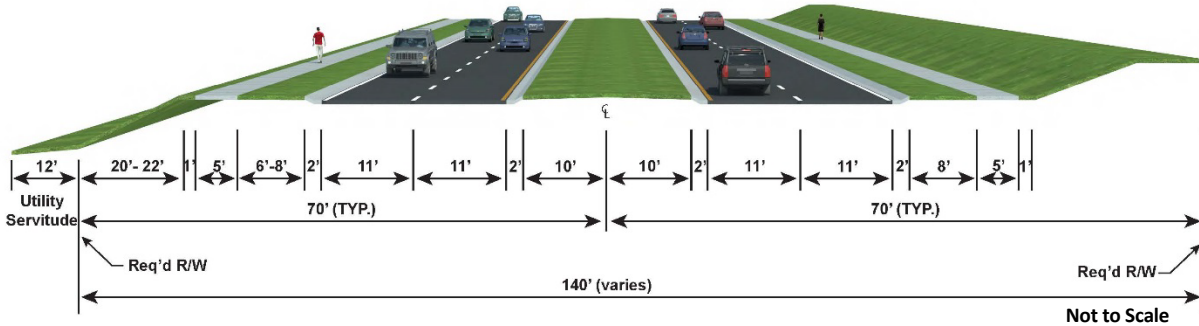 ℄
12'
20'- 22'
1'
5'
6'-8'
2'
11'
11'
2'
10'
10'
2'
11'
11'
2'
8'
5'
1'
Utility
Servitude
70' (TYP.)
70' (TYP.)
Req'd R/W
Req'd R/W
140' (varies)
Not to Scale